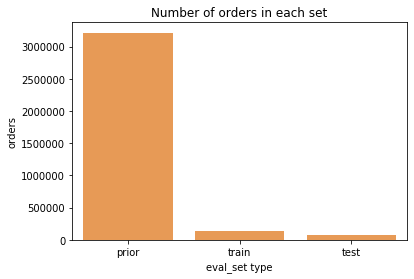 Number of orders in each set
orders
3000000
2500000
2000000
1500000
1000000
500000
0
prior train test
eval_set type